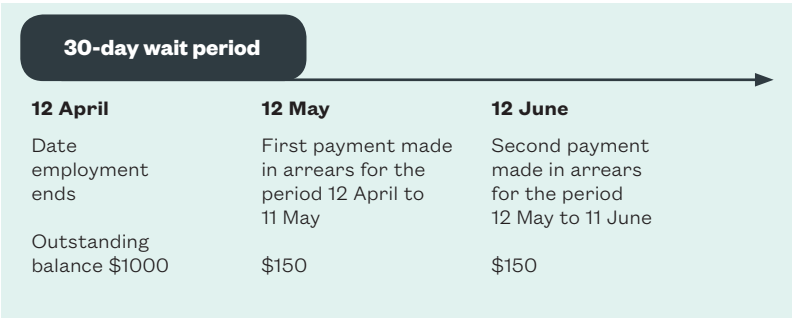 30-day wait period
12 April
Date
employment
ends
Outstanding
balance $1000
12 May
First payment made
in arrears for the
period 12 April to
11 May
$150
12 June
Second payment
made in arrears
for the period
12 May to 11 June
$150